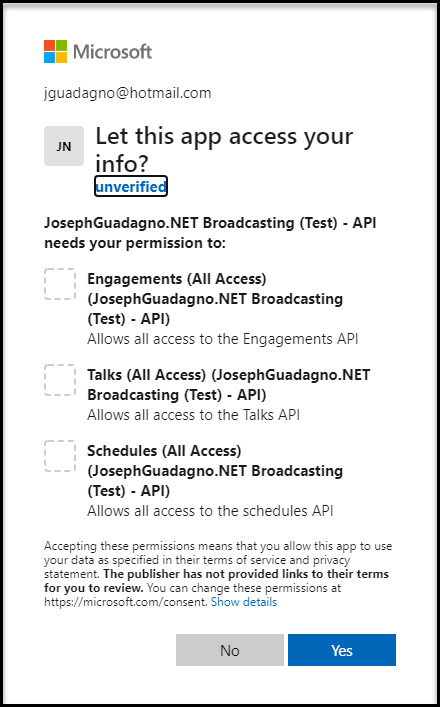 Microsoft
jguadagno@hotmail.com
JN
Let this app access your
info?
unverified
JosephGuadagno.NET Broadcasting (Test) - API
needs your permission to:
Engagements (All Access)
(JosephGuadagno.NET Broadcasting
(Test) - API)
Allows all access to the Engagements API
Talks (All Access) (JosephGuadagno.NET
Broadcasting (Test) - API)
Allows all access to the Talks API
Schedules (All Access)
(JosephGuadagno.NET Broadcasting
(Test) - API)
Allows all access to the schedules API
Accepting these permissions means that you allow this app to use
your data as specified in their terms of service and privacy
statement. The publisher has not provided links to their terms
for you to review. You can change these permissions at
https://microsoft.com/consent. Show details
No
Yes